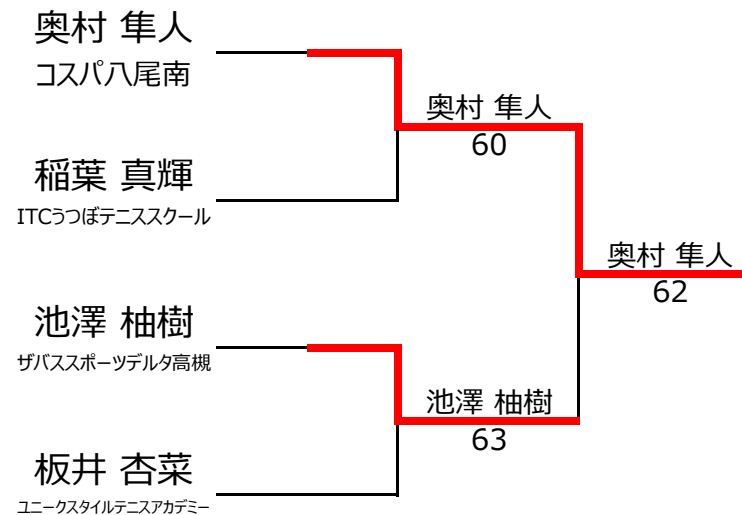 奥村 隼人
コスパ八尾南
稲葉 真輝
ITCうつぼテニススクール
池澤 柚樹
ザバススポーツデルタ高槻
板井 杏菜
ユニークスタイルテニスアカデミー
奥村 隼人
60
池澤 柚樹
63
奥村 隼人
62